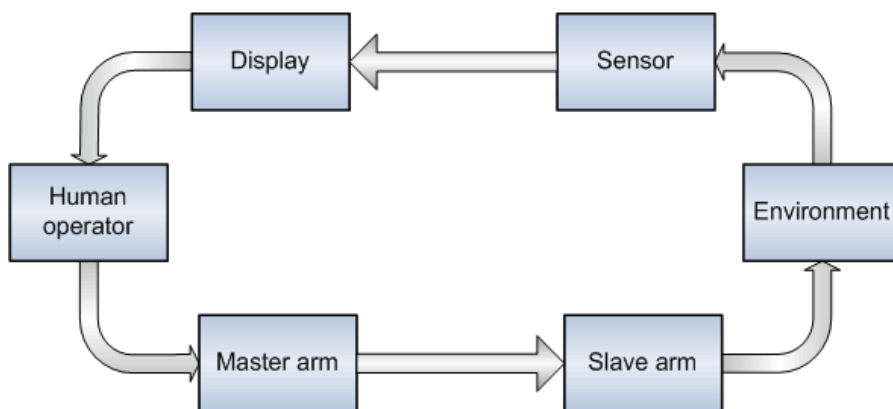 Display
Sensor
Human
operator
Environment
Master arm
Slave arm